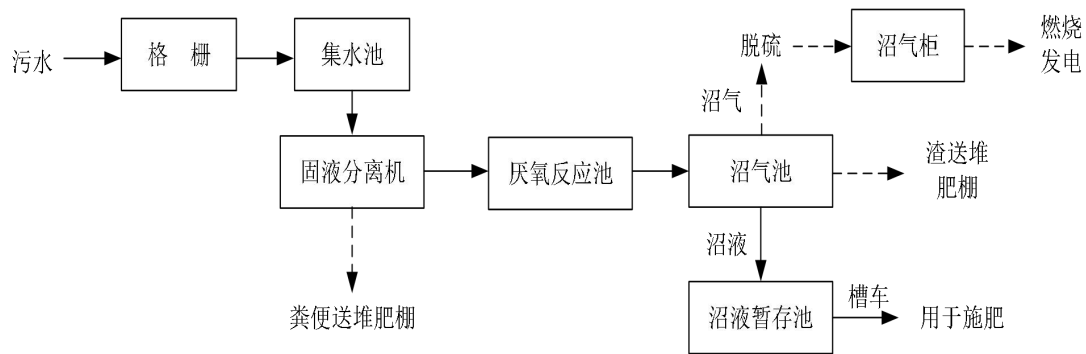 污水
格 栅
集水池
脱硫
沼气柜
燃烧
发电
沼气
固液分离机
厌氧反应池
沼气池
渣送堆
肥棚
沼液
粪便送堆肥棚
沼液暂存池
槽车
用于施肥